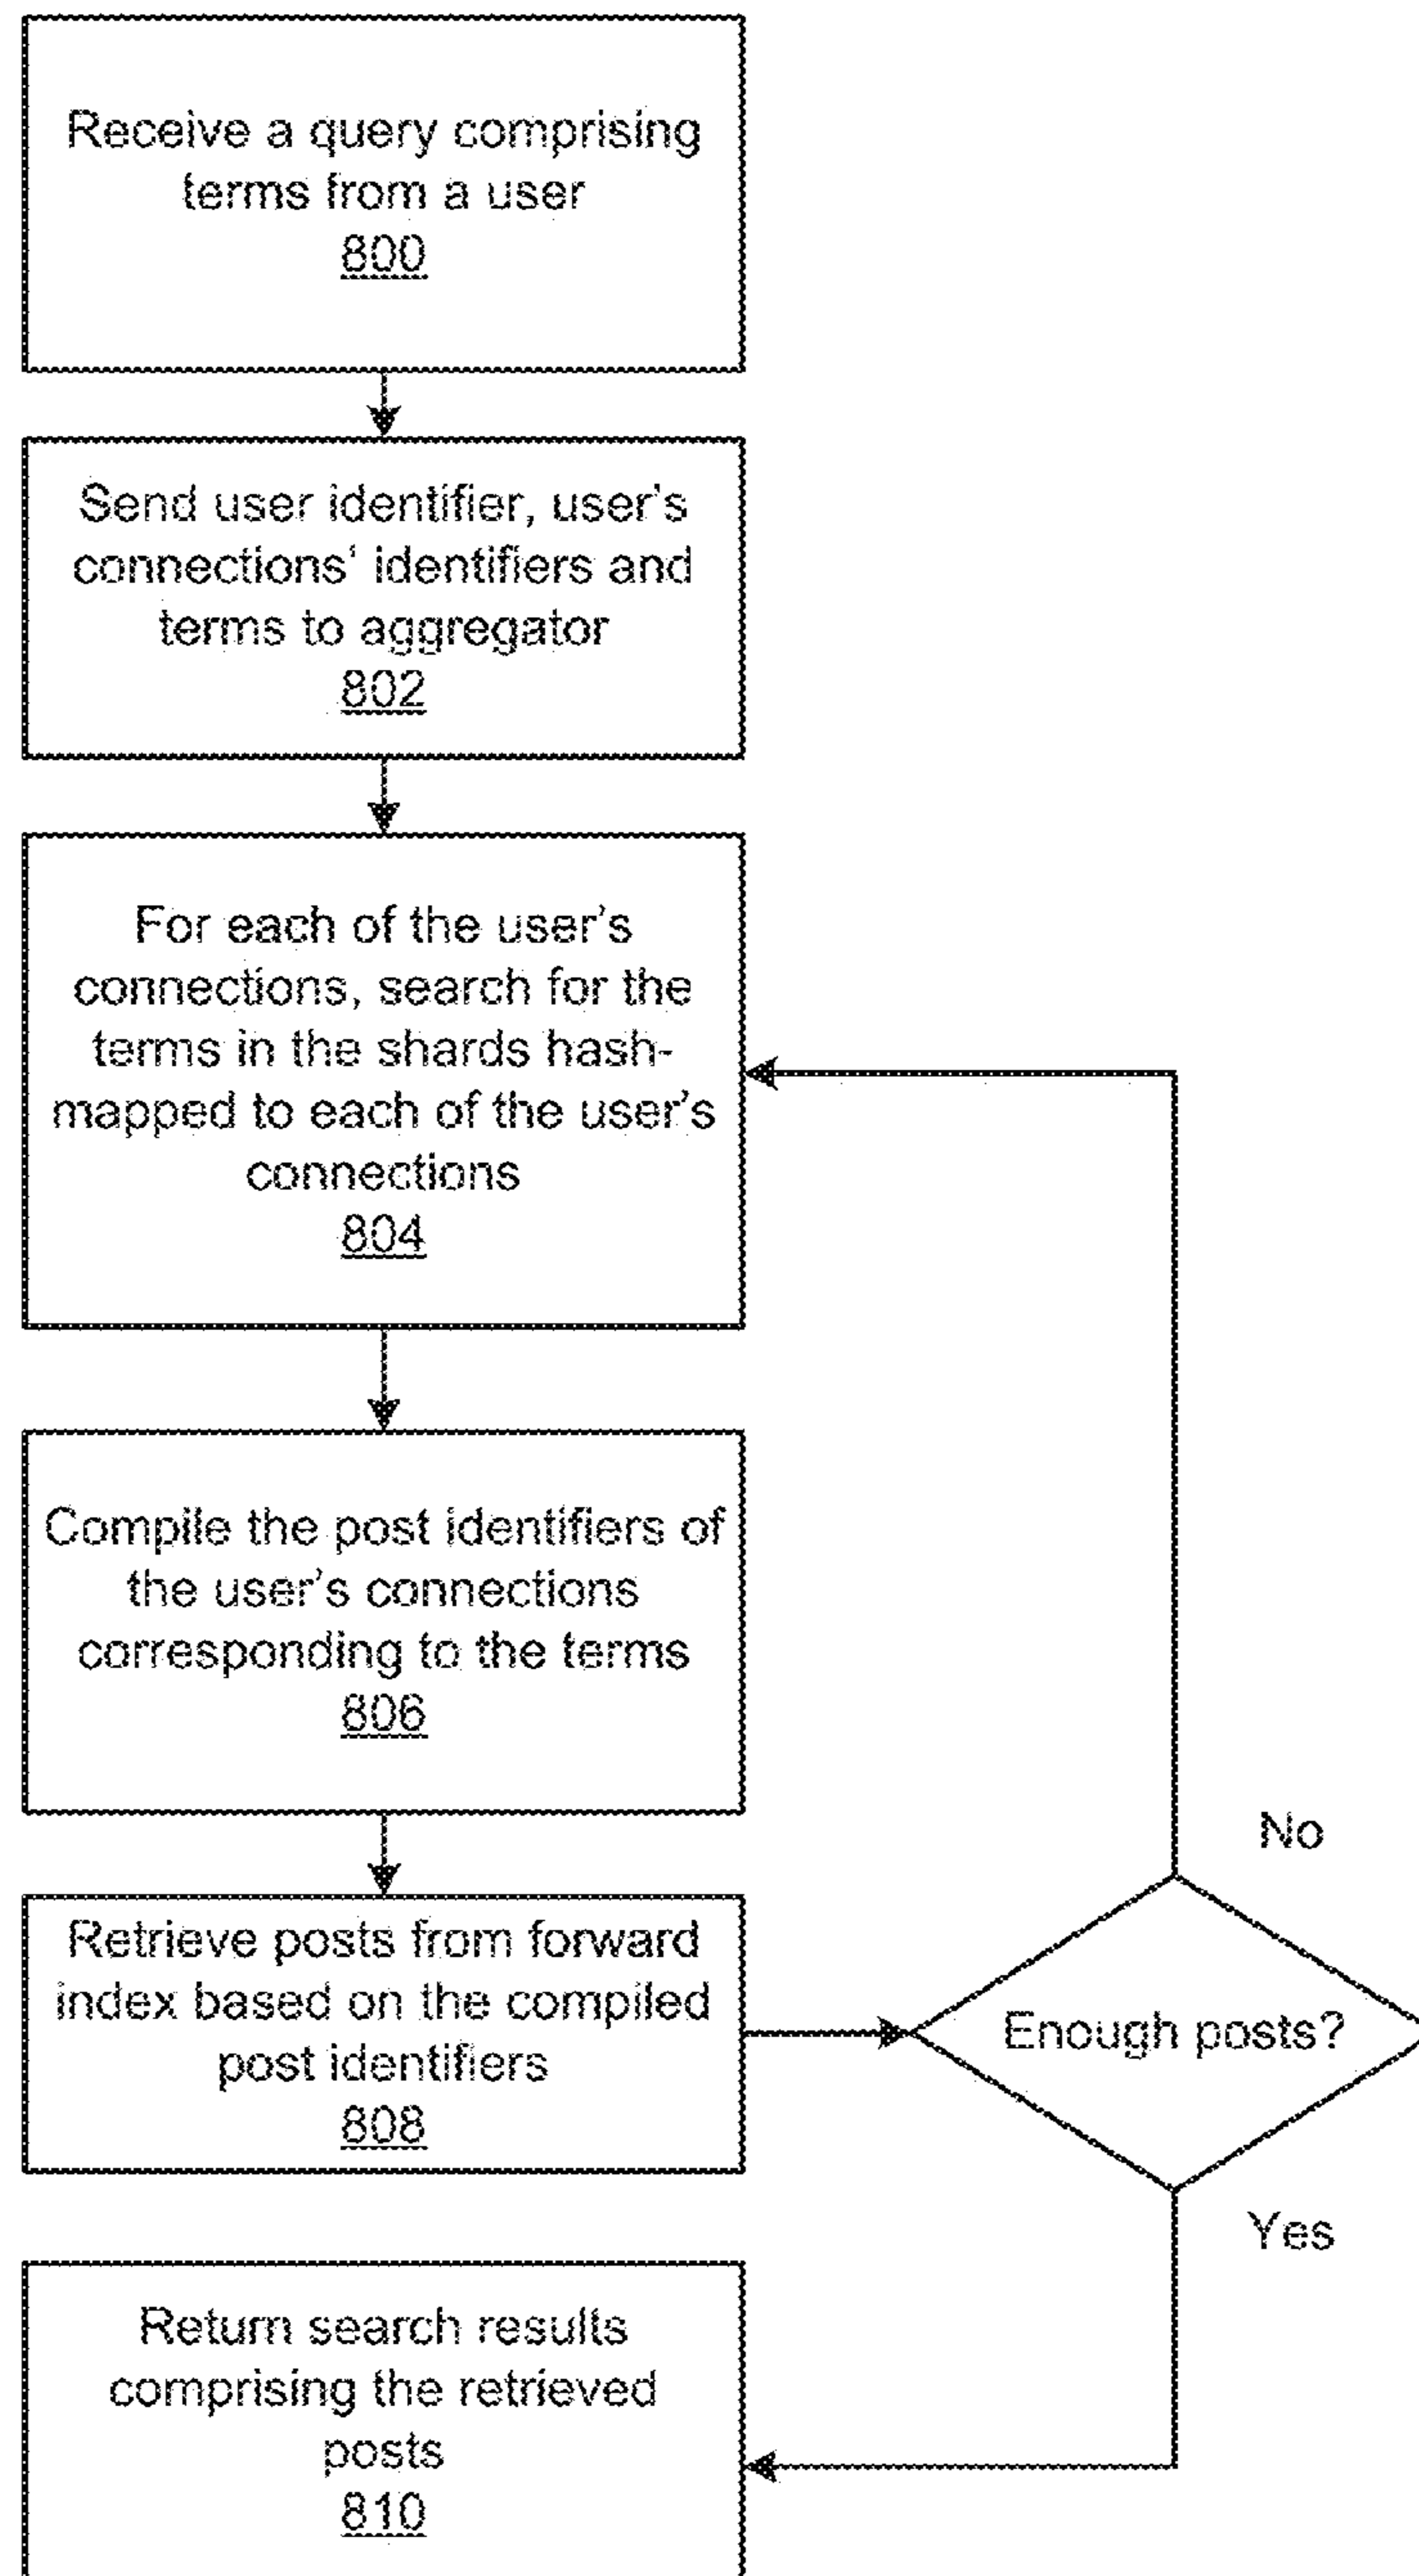 Receive a query comprising
terms from a user
800
Send user identifier, user's
connections' identifiers and
terms to aggregator
802
For each of the user's
connections, search for the
terms in the shards hash-
mapped to each of the user's
connections
804
Compile the post identifiers of
the user's connections
corresponding to the terms
806
Retrieve posts from forward
index based on the compiled
post identifiers
808
No
Enough posts?
Yes
Return search results
comprising the retrieved
posts
810